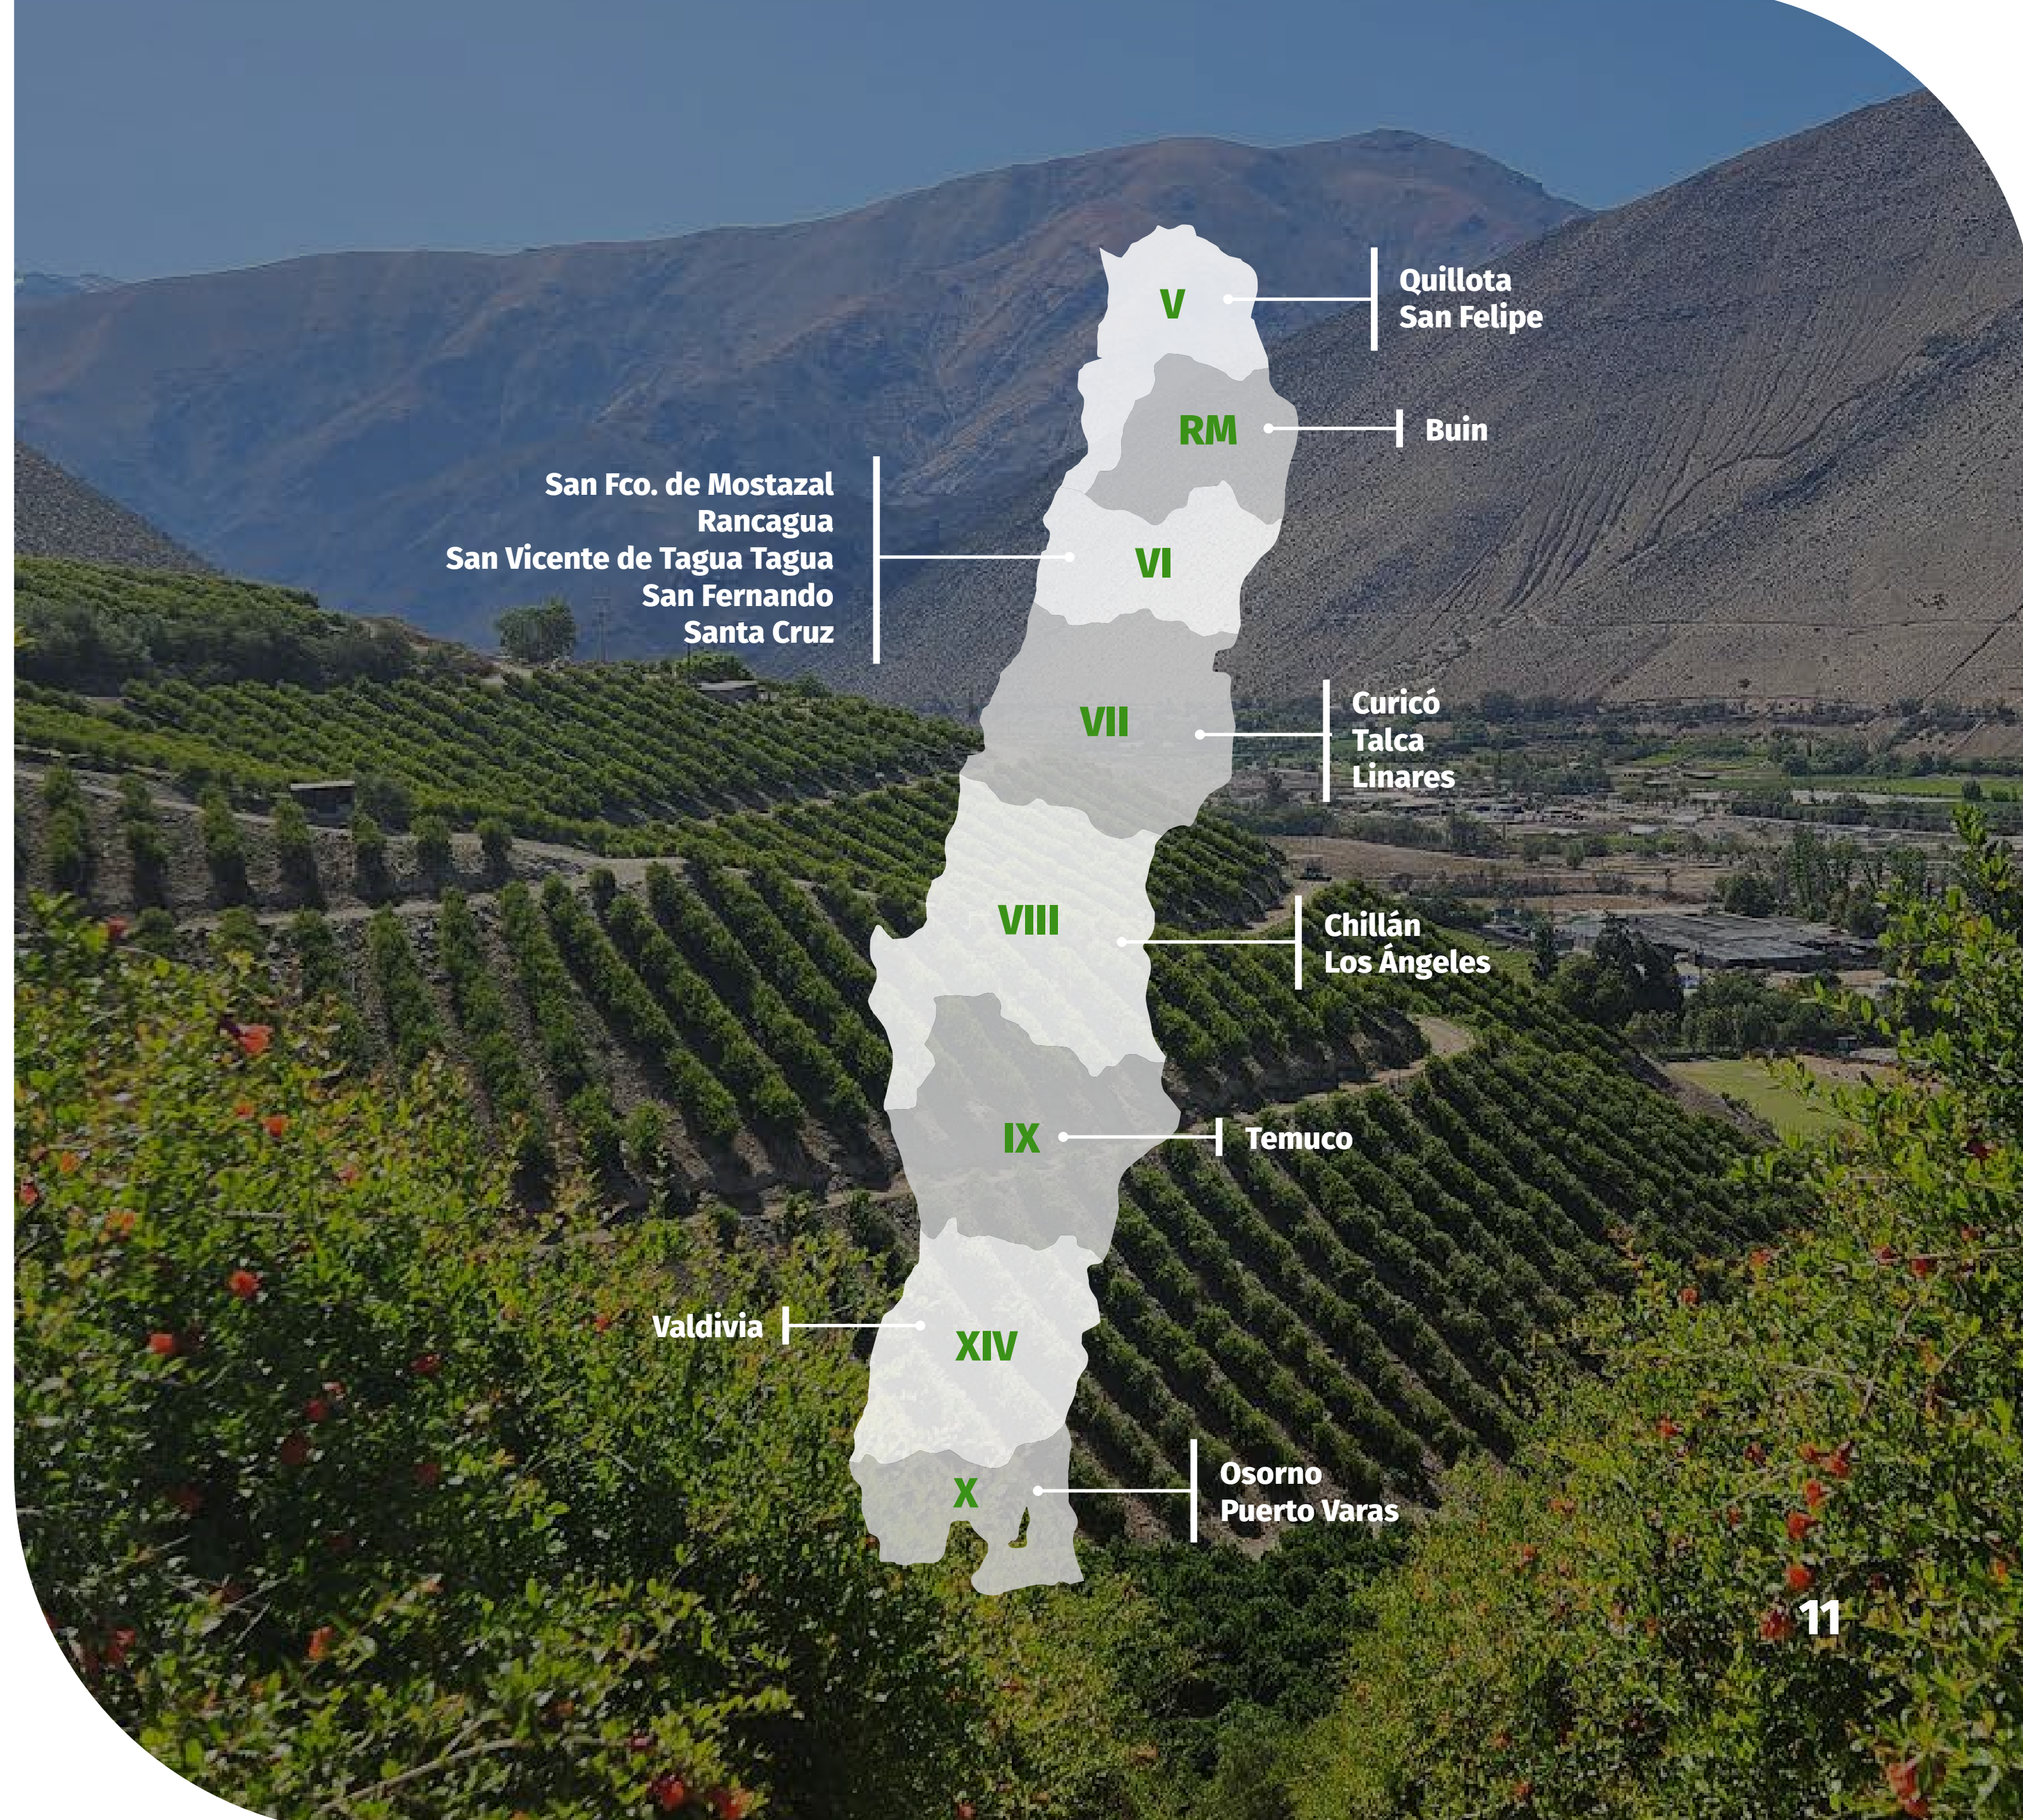 V
Quillota
San Felipe
RM
Buin
San Fco. de Mostazal
Rancagua
San Vicente de Tagua Tagua
San Fernando
Santa Cruz
VI
VII
Curicó
Talca
Linares
VIII
Chillán
Los Ángeles
IX
Temuco
Valdivia
XIV
X
Osorno
Puerto Varas
11